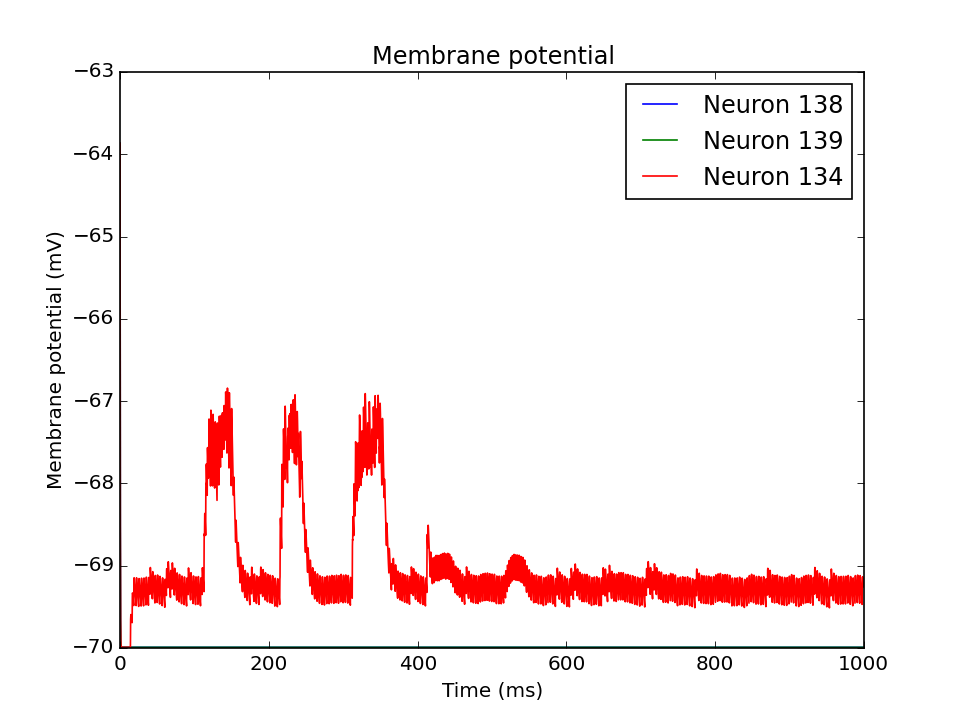 Membrane potential
Neuron 138
Neuron 139
Neuron 134
Membrane potential (mV)
−63
−64
−65
−66
−67
−68
−69
−70
0 200 400 600 800 1000
Time (ms)